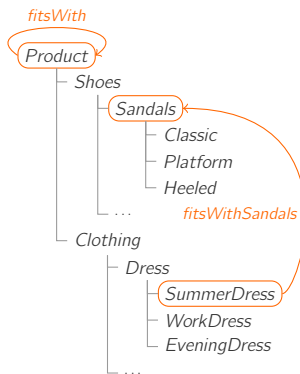 fitsWith
Product
Shoes
Sandals
Classic
Platform
Heeled
fitsWithSandals
...
Clothing
Dress
SummerDress
WorkDress
EveningDress
...